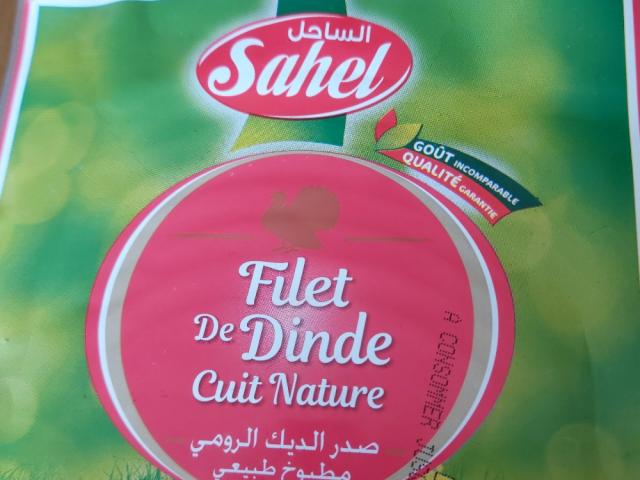 الساحل
Sahel
GOÛT INCOMPARABLE
QUALITÉ GARANTIE
Filet
De Dinde
Cuit Nature
صدر الديك الرومي
مطبوخ طبيعي
A CONSOMMER